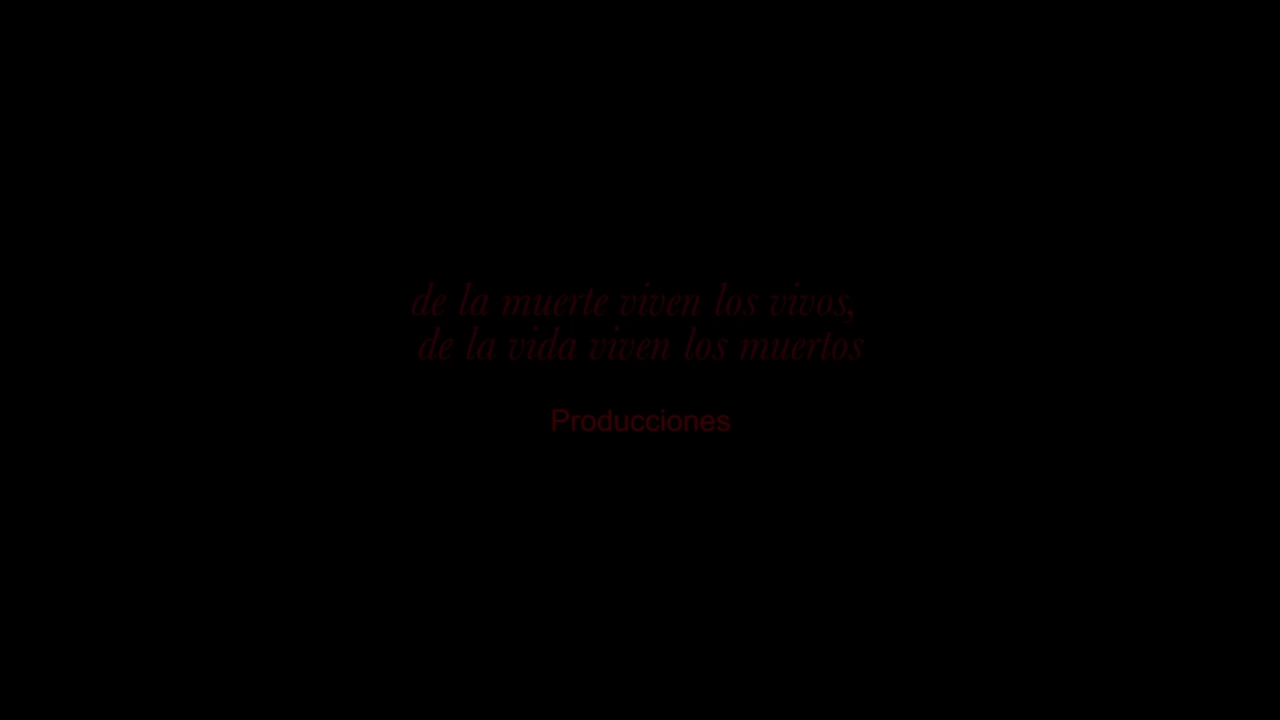 de la muerte viven los vivos,
de la vida viven los muertos
Producciones